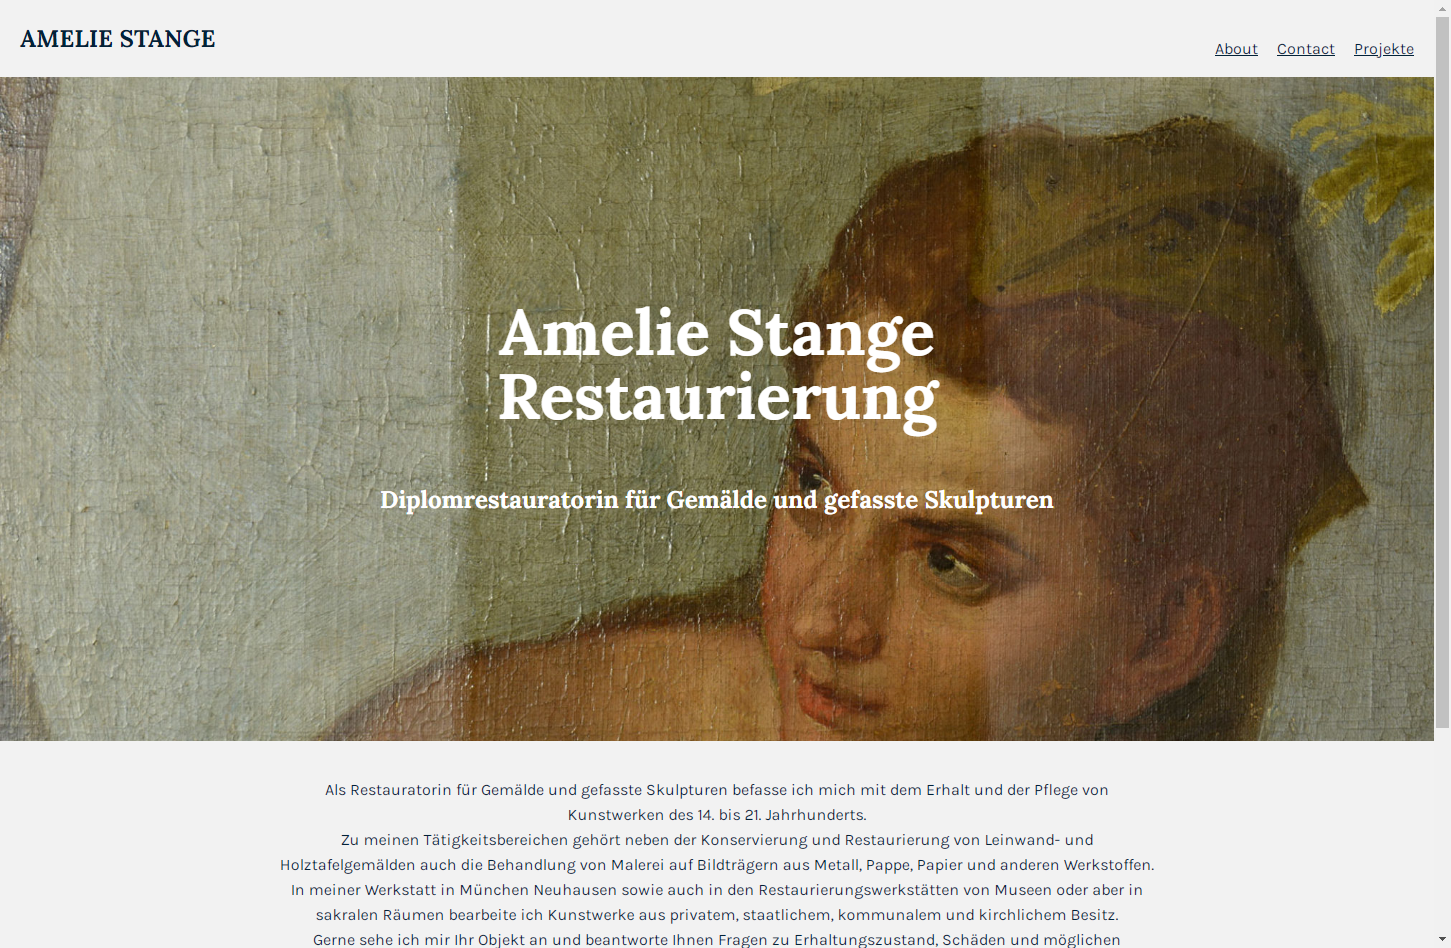 AMELIE STANGE
About Contact Projekte
Amelie Stange
Restaurierung
Diplomrestauratorin für Gemälde und gefasste Skulpturen
Als Restauratorin für Gemälde und gefasste Skulpturen befasse ich mich mit dem Erhalt und der Pflege von
Kunstwerken des 14. bis 21. Jahrhunderts.
Zu meinen Tätigkeitsbereichen gehört neben der Konservierung und Restaurierung von Leinwand- und
Holztafelgemälden auch die Behandlung von Malerei auf Bildträgern aus Metall, Pappe, Papier und anderen Werkstoffen.
In meiner Werkstatt in München Neuhausen sowie auch in den Restaurierungswerkstätten von Museen oder aber in
sakralen Räumen bearbeite ich Kunstwerke aus privatem, staatlichem, kommunalem und kirchlichem Besitz.
Gerne sehe ich mir Ihr Objekt an und beantworte Ihnen Fragen zu Erhaltungszustand, Schäden und möglichen